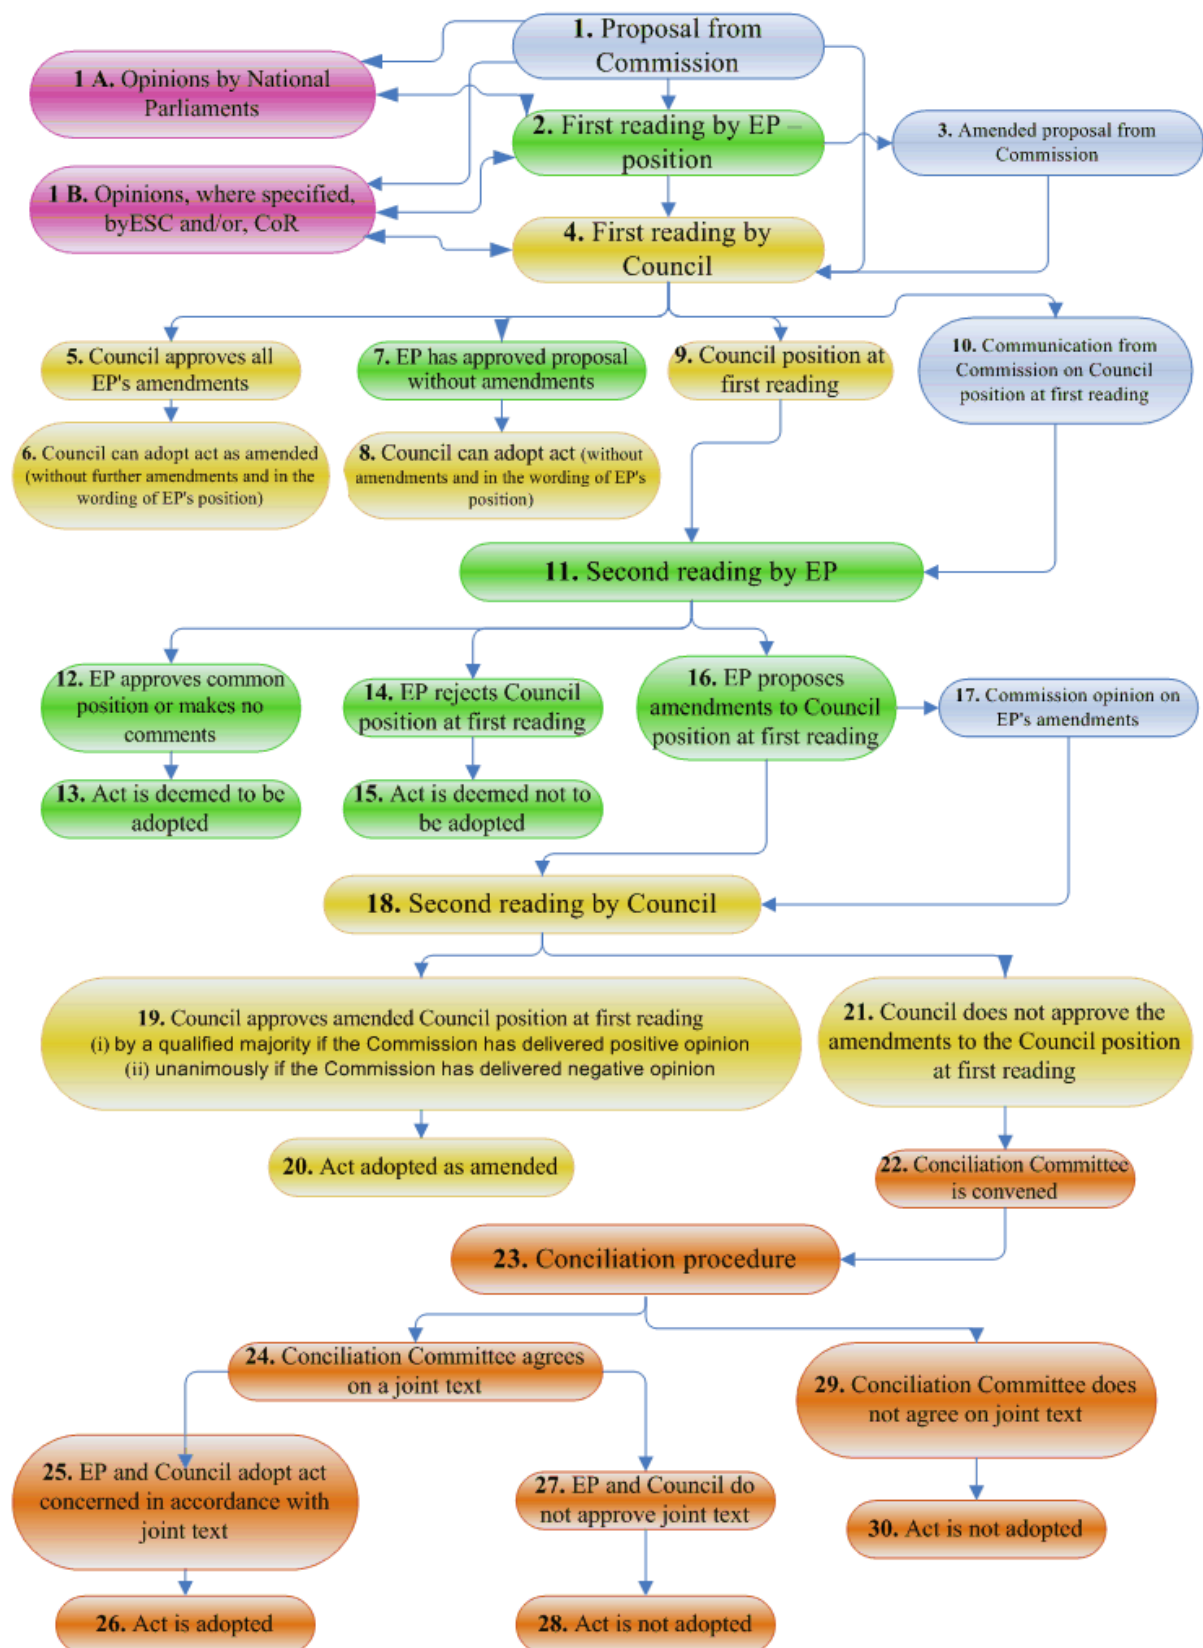 1. Proposal from
Commission
1 A. Opinions by National
Parliaments
2. First reading by EP –
position
3. Amended proposal from
Commission
1 B. Opinions, where specified,
byESC and/or, CoR
4. First reading by
Council
5. Council approves all
EP's amendments
7. EP has approved proposal
without amendments
9. Council position at
first reading
10. Communication from
Commission on Council
position at first reading
6. Council can adopt act as amended
(without further amendments and in the
wording of EP's position)
8. Council can adopt act (without
amendments and in the wording of EP's
position)
11. Second reading by EP
12. EP approves common
position or makes no
comments
14. EP rejects Council
position at first reading
16. EP proposes
amendments to Council
position at first reading
17. Commission opinion on
EP's amendments
13. Act is deemed to be
adopted
15. Act is deemed not to
be adopted
18. Second reading by Council
19. Council approves amended Council position at first reading
(i) by a qualified majority if the Commission has delivered positive opinion
(ii) unanimously if the Commission has delivered negative opinion
21. Council does not approve the
amendments to the Council position
at first reading
20. Act adopted as amended
22. Conciliation Committee
is convened
23. Conciliation procedure
24. Conciliation Committee agrees
on a joint text
29. Conciliation Committee does
not agree on joint text
25. EP and Council adopt act
concerned in accordance with
joint text
27. EP and Council do
not approve joint text
30. Act is not adopted
26. Act is adopted
28. Act is not adopted